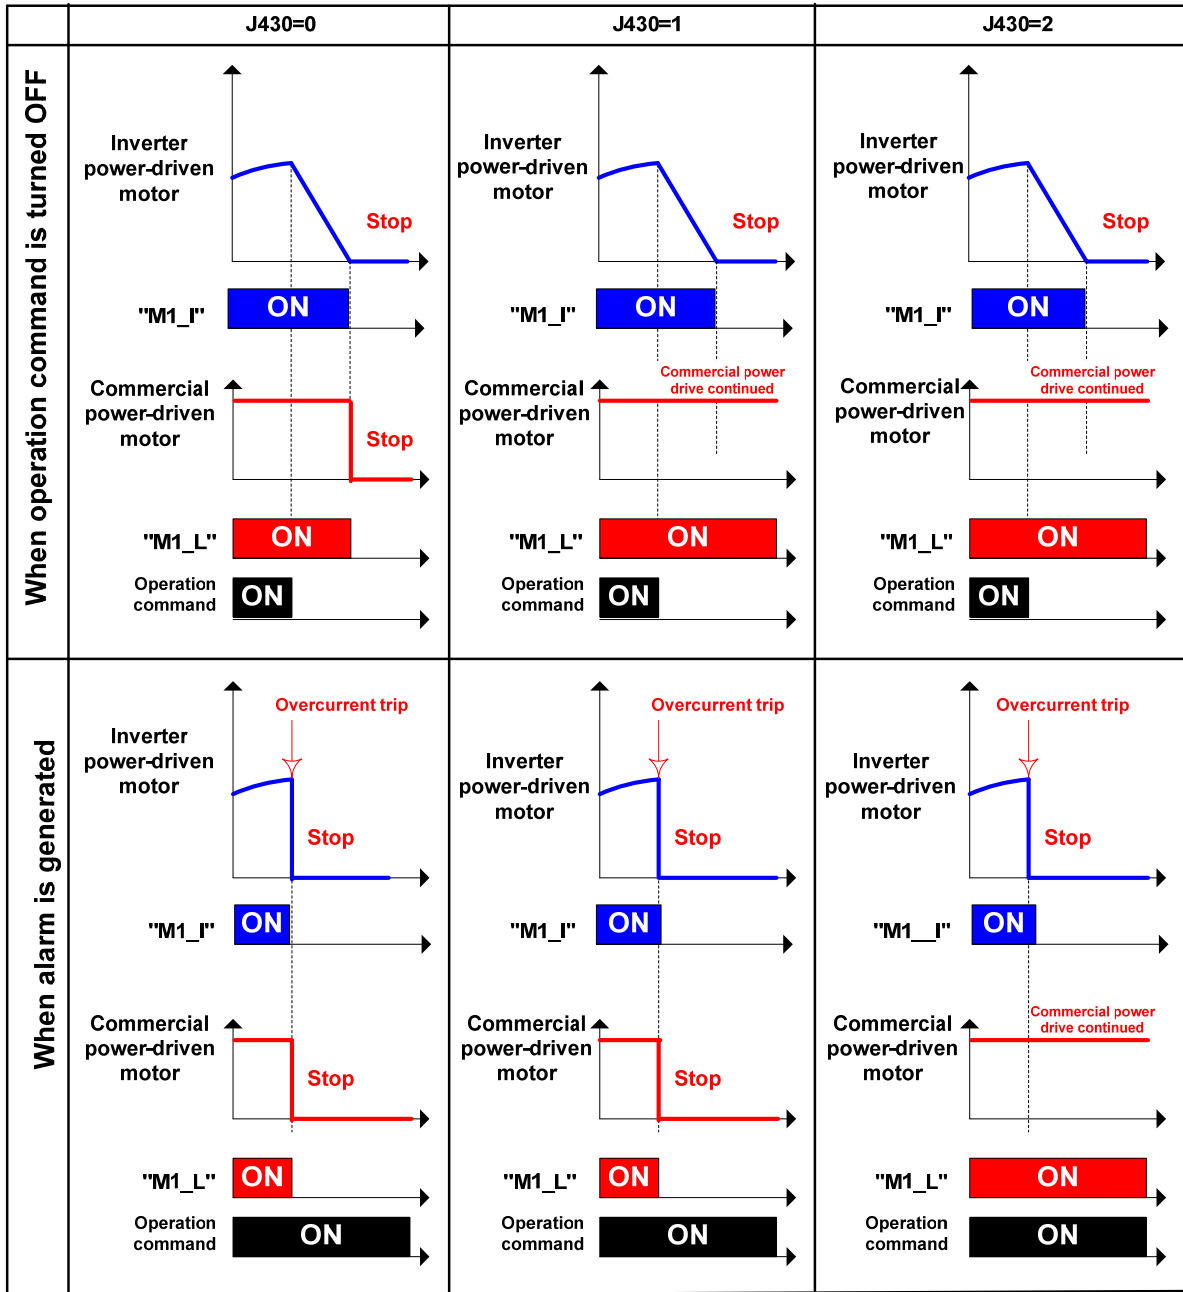 J430=0
J430=1
J430=2
When operation command is turned OFF
Inverter
power-driven
motor
Stop
"M1_I"
ON
Commercial
power-driven
motor
Stop
"M1_L"
ON
Operation
command
ON
Inverter
power-driven
motor
Stop
"M1_I"
ON
Commercial
power-driven
motor
Commercial power
drive continued
"M1_L"
ON
Operation
command
ON
Inverter
power-driven
motor
Stop
"M1_I"
ON
Commercial
power-driven
motor
Commercial power
drive continued
"M1_L"
ON
Operation
command
ON
When alarm is generated
Overcurrent trip
Inverter
power-driven
motor
Stop
"M1_I"
ON
Commercial
power-driven
motor
Stop
"M1_L"
ON
Operation
command
ON
Overcurrent trip
Inverter
power-driven
motor
Stop
"M1_I"
ON
Commercial
power-driven
motor
Stop
"M1_L"
ON
Operation
command
ON
Overcurrent trip
Inverter
power-driven
motor
Stop
"M1__I"
ON
Commercial
power-driven
motor
Commercial power
drive continued
"M1_L"
ON
Operation
command
ON